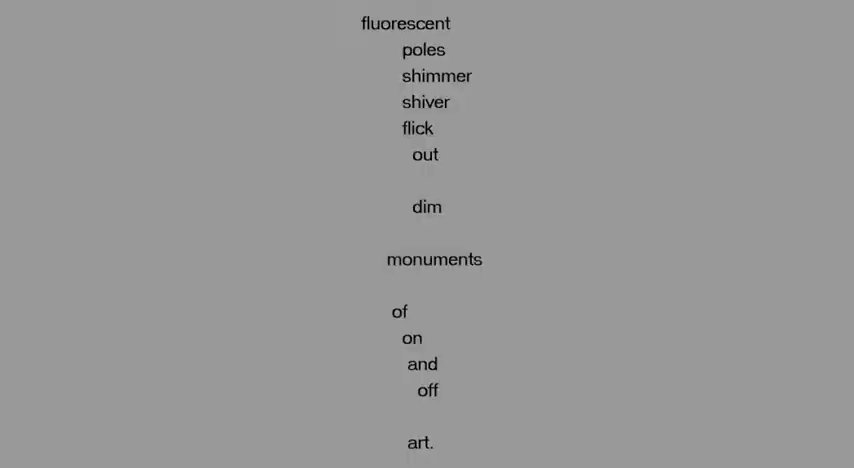 fluorescent
poles
shimmer
shiver
flick
out
dim
monuments
of
on
and
off
art.